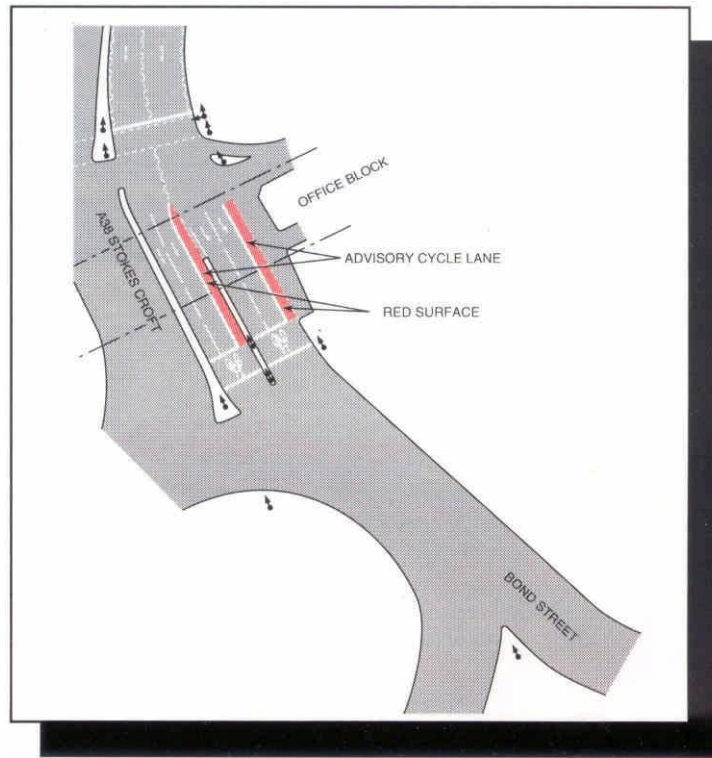 OFFICE BLOCK
A38 STOKES CROFT
ADVISORY CYCLE LANE
RED SURFACE
BOND STREET